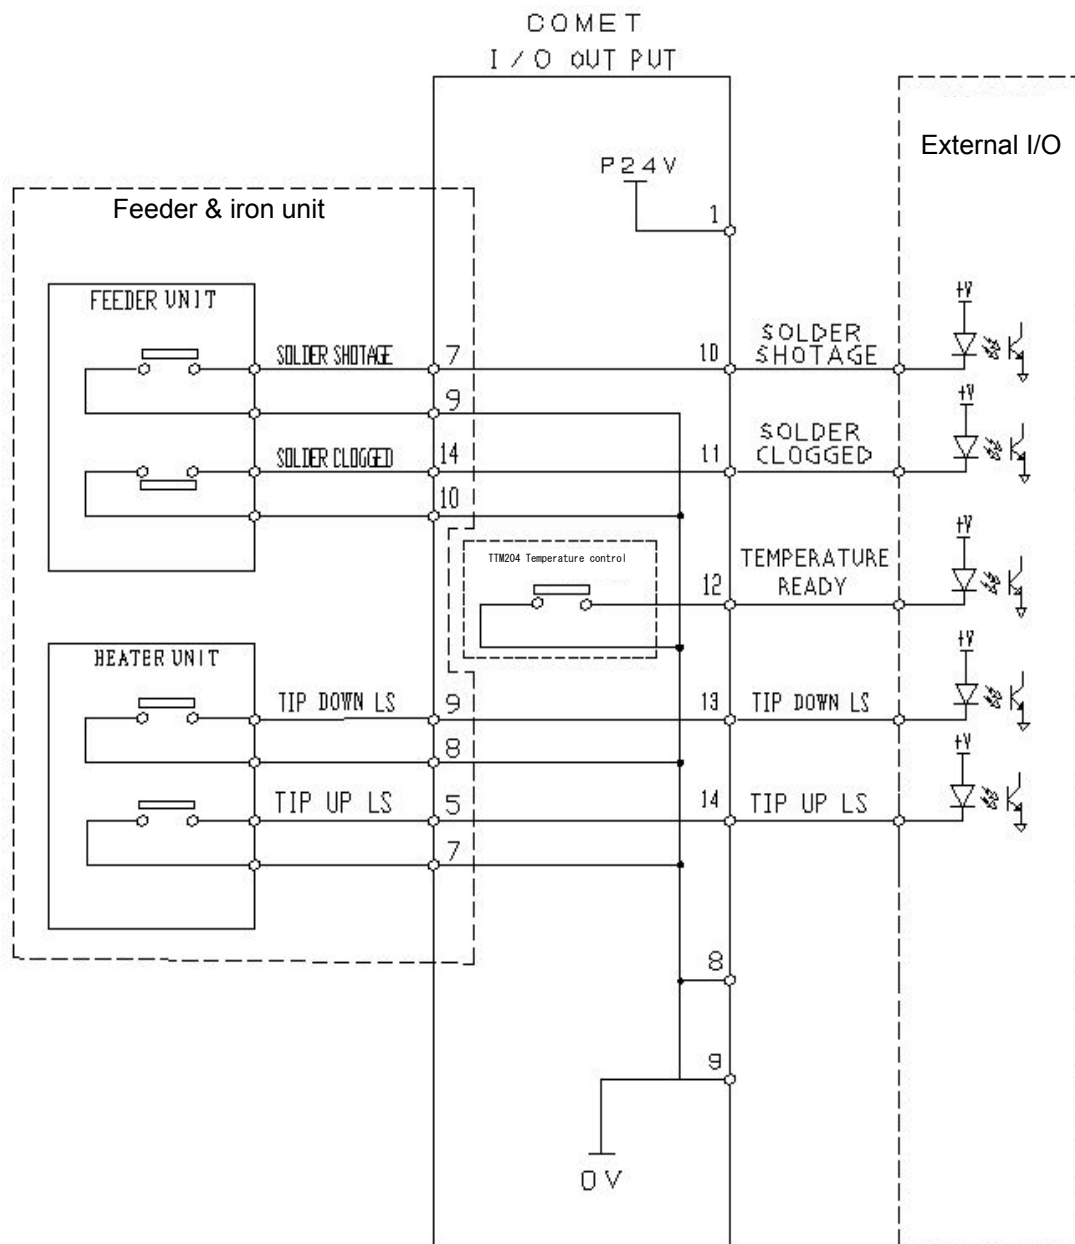 COMET
I/O OUT PUT
External I/O
P24V
Feeder & iron unit
1
FEEDER UNIT
+V
SOLDER SHOTAGE
7
10
SOLDER
SHOTAGE
9
+V
SOLDER CLOGGED
14
11
SOLDER
CLOGGED
10
+V
TTM204 Temperature control
12
TEMPERATURE
READY
HEATER UNIT
+V
TIP DOWN LS
9
13
TIP DOWN LS
8
+V
TIP UP LS
5
14
TIP UP LS
7
8
9
0V